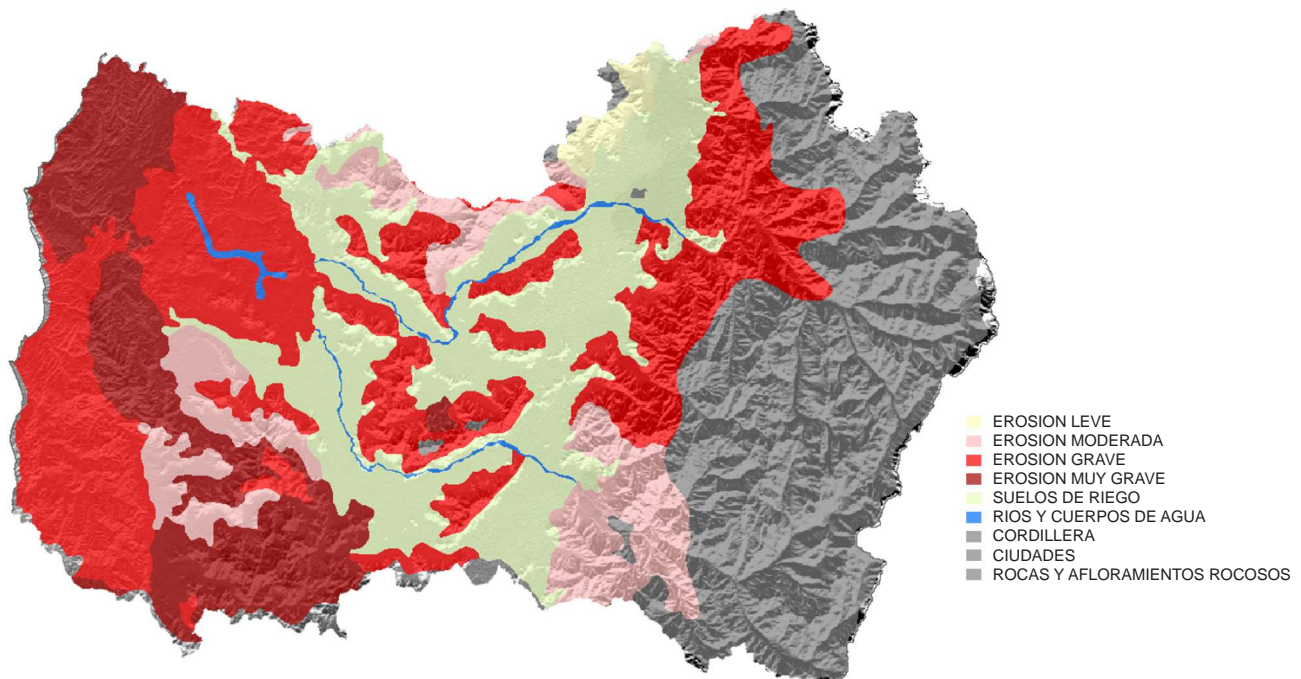 EROSION LEVE
EROSION MODERADA
EROSION GRAVE
EROSION MUY GRAVE
SUELOS DE RIEGO
RIOS Y CUERPOS DE AGUA
CORDILLERA
CIUDADES
ROCAS Y AFLORAMIENTOS ROCOSOS